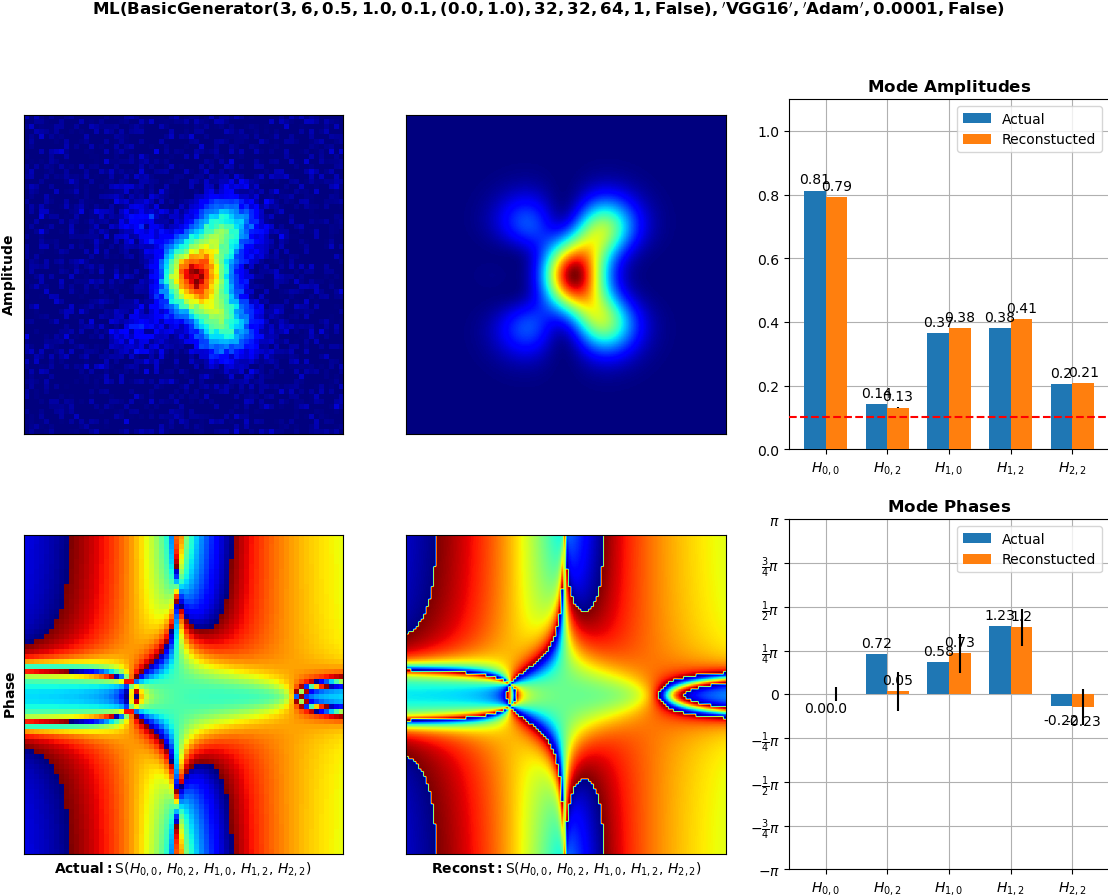 ML(BasicGenerator(3, 6, 0.5, 1.0, 0.1, (0.0, 1.0), 32, 32, 64, 1, False), 'VGG16', 'Adam', 0.0001, False)
Amplitude
Mode Amplitudes
Actual
Reconstucted
1.0
0.8
0.6
0.4
0.2
0.0
0.81
0.79
0.14
0.13
0.37
0.38
0.38
0.41
0.2
0.21
H0,0
H0,2
H1,0
H1,2
H2,2
Phase
Actual: S(H0,0, H0,2, H1,0, H1,2, H2,2)
Reconst: S(H0,0, H0,2, H1,0, H1,2, H2,2)
Mode Phases
Actual
Reconstucted
π
3/4π
1/2π
1/4π
0
−1/4π
−1/2π
−3/4π
−π
0.0
0.0
0.72
0.05
0.58
0.73
1.23
1.2
-0.22
-0.23
H0,0
H0,2
H1,0
H1,2
H2,2